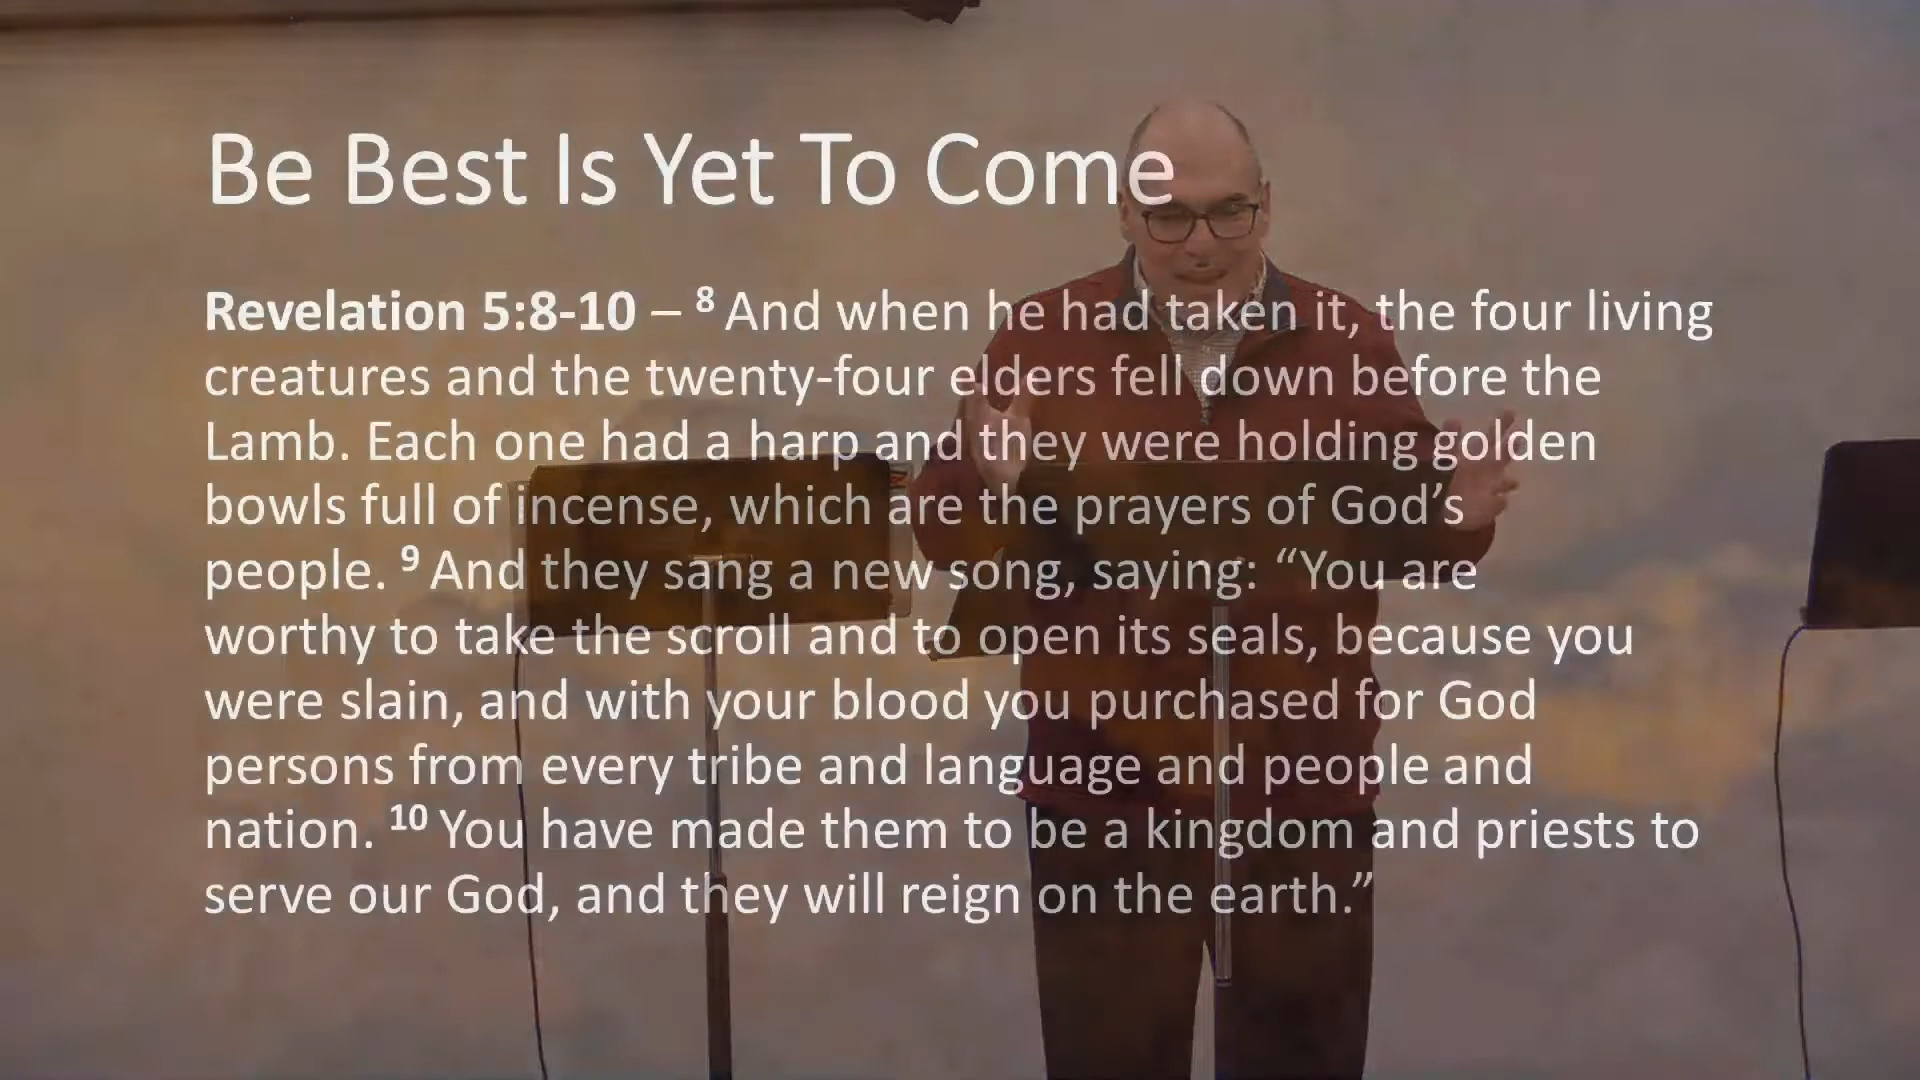 Be Best Is Yet To Come
Revelation 5:8-10 – 8 And when he had taken it, the four living
creatures and the twenty-four elders fell down before the
Lamb. Each one had a harp and they were holding golden
bowls full of incense, which are the prayers of God’s
people. 9 And they sang a new song, saying: “You are
worthy to take the scroll and to open its seals, because you
were slain, and with your blood you purchased for God
persons from every tribe and language and people and
nation. 10 You have made them to be a kingdom and priests to
serve our God, and they will reign on the earth.”